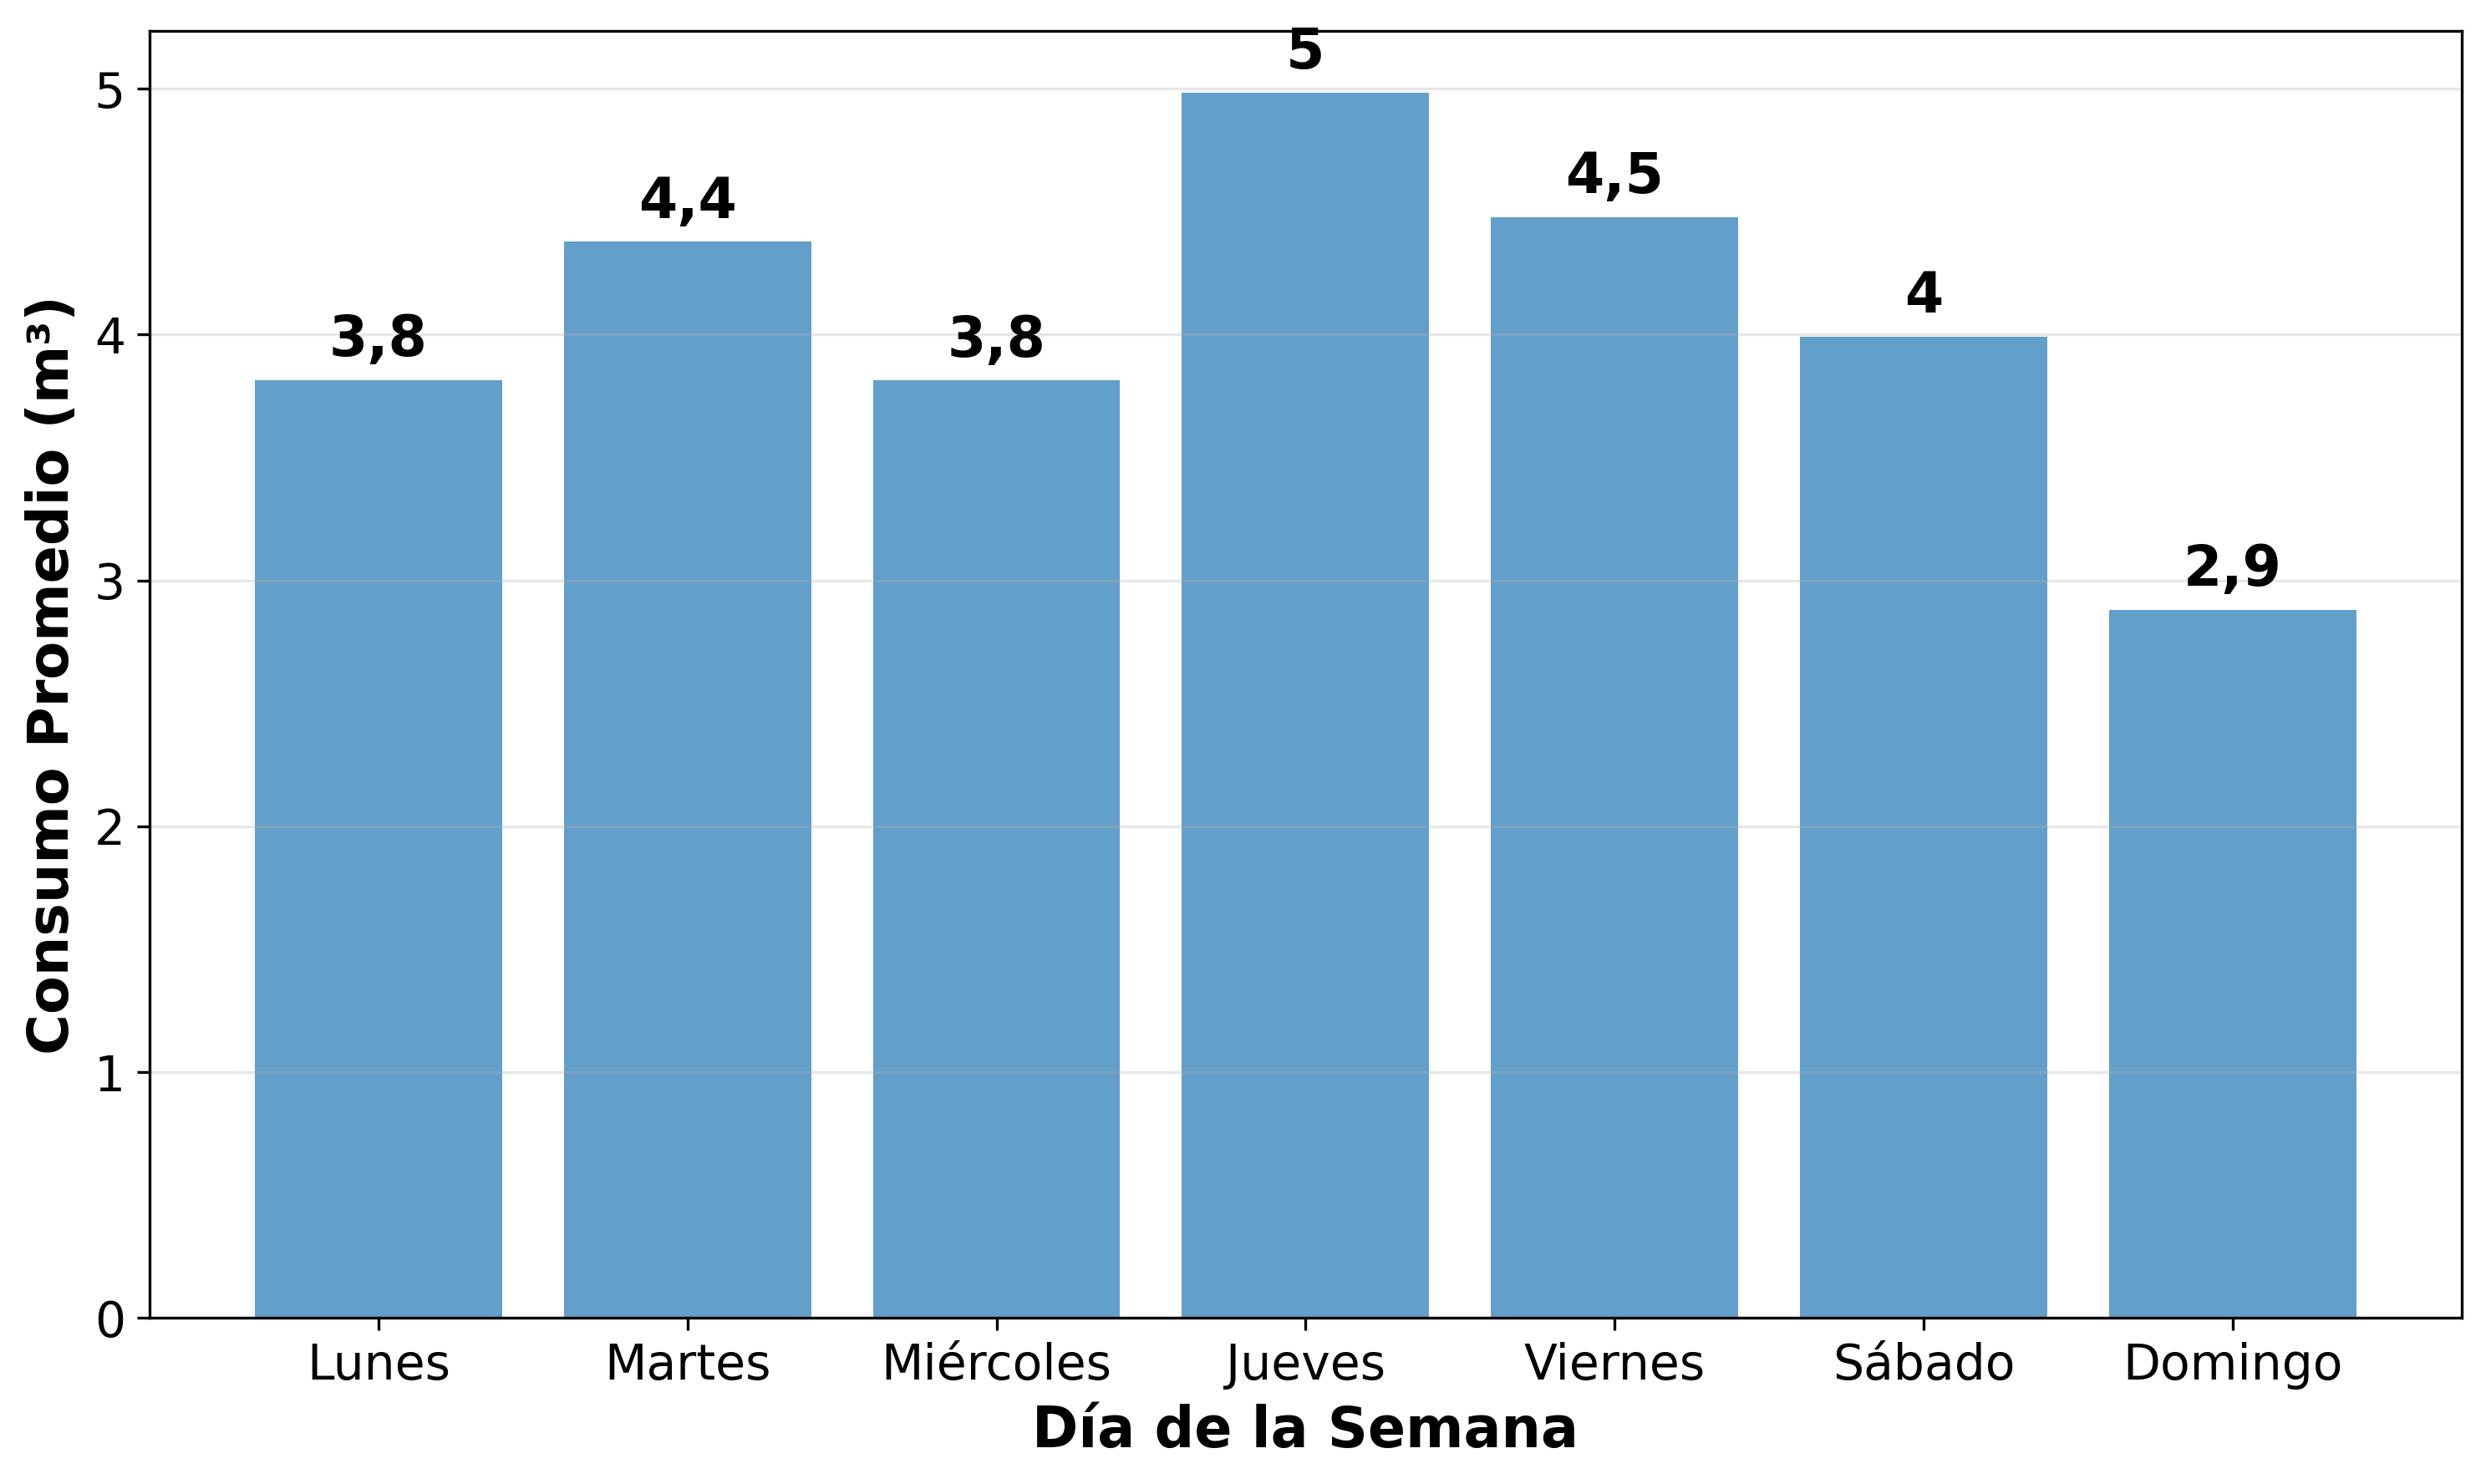 Consumo Promedio (m³)
5
4
3
2
1
0
3,8
4,4
3,8
5
4,5
4
2,9
Lunes
Martes
Miércoles
Jueves
Viernes
Sábado
Domingo
Día de la Semana